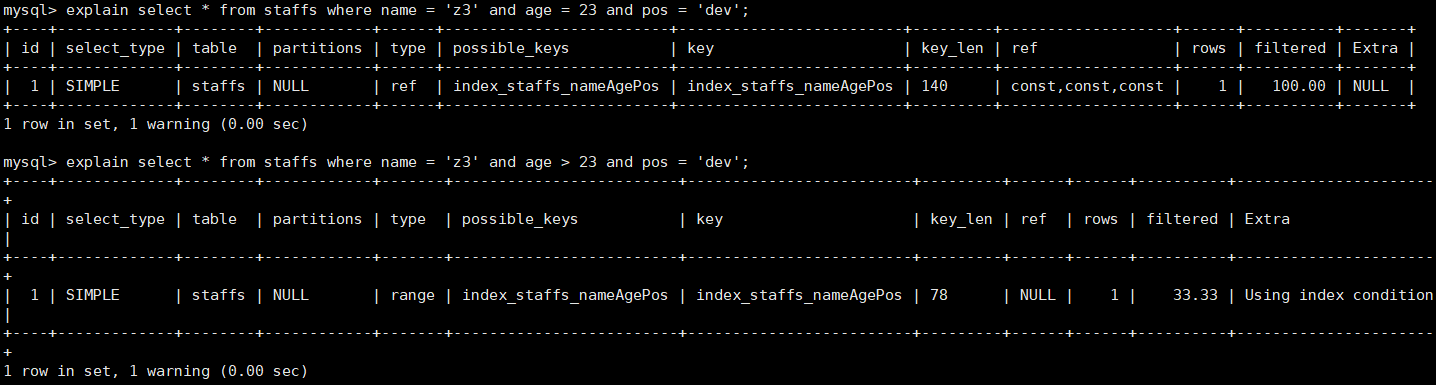 mysql> explain select * from staffs where name = 'z3' and age = 23 and pos = 'dev';
+----+-------------+--------+------------+------+------------------------+------------------------+---------+-------------------+------+----------+-------+
| id | select_type | table  | partitions | type | possible_keys          | key                    | key_len | ref               | rows | filtered | Extra |
+----+-------------+--------+------------+------+------------------------+------------------------+---------+-------------------+------+----------+-------+
|  1 | SIMPLE      | staffs | NULL       | ref  | index_staffs_nameAgePos | index_staffs_nameAgePos | 140     | const,const,const |    1 |   100.00 | NULL  |
+----+-------------+--------+------------+------+------------------------+------------------------+---------+-------------------+------+----------+-------+
1 row in set, 1 warning (0.00 sec)

mysql> explain select * from staffs where name = 'z3' and age > 23 and pos = 'dev';
+----+-------------+--------+------------+-------+-------------------------+-------------------------+---------+------+------+----------+-----------------------
+
| id | select_type | table  | partitions | type  | possible_keys           | key                     | key_len | ref  | rows | filtered | Extra
|
+----+-------------+--------+------------+-------+-------------------------+-------------------------+---------+------+------+----------+-----------------------
+
|  1 | SIMPLE      | staffs | NULL       | range | index_staffs_nameAgePos | index_staffs_nameAgePos | 78      | NULL |    1 |    33.33 | Using index condition
|
+----+-------------+--------+------------+-------+-------------------------+-------------------------+---------+------+------+----------+-----------------------
+
1 row in set, 1 warning (0.00 sec)